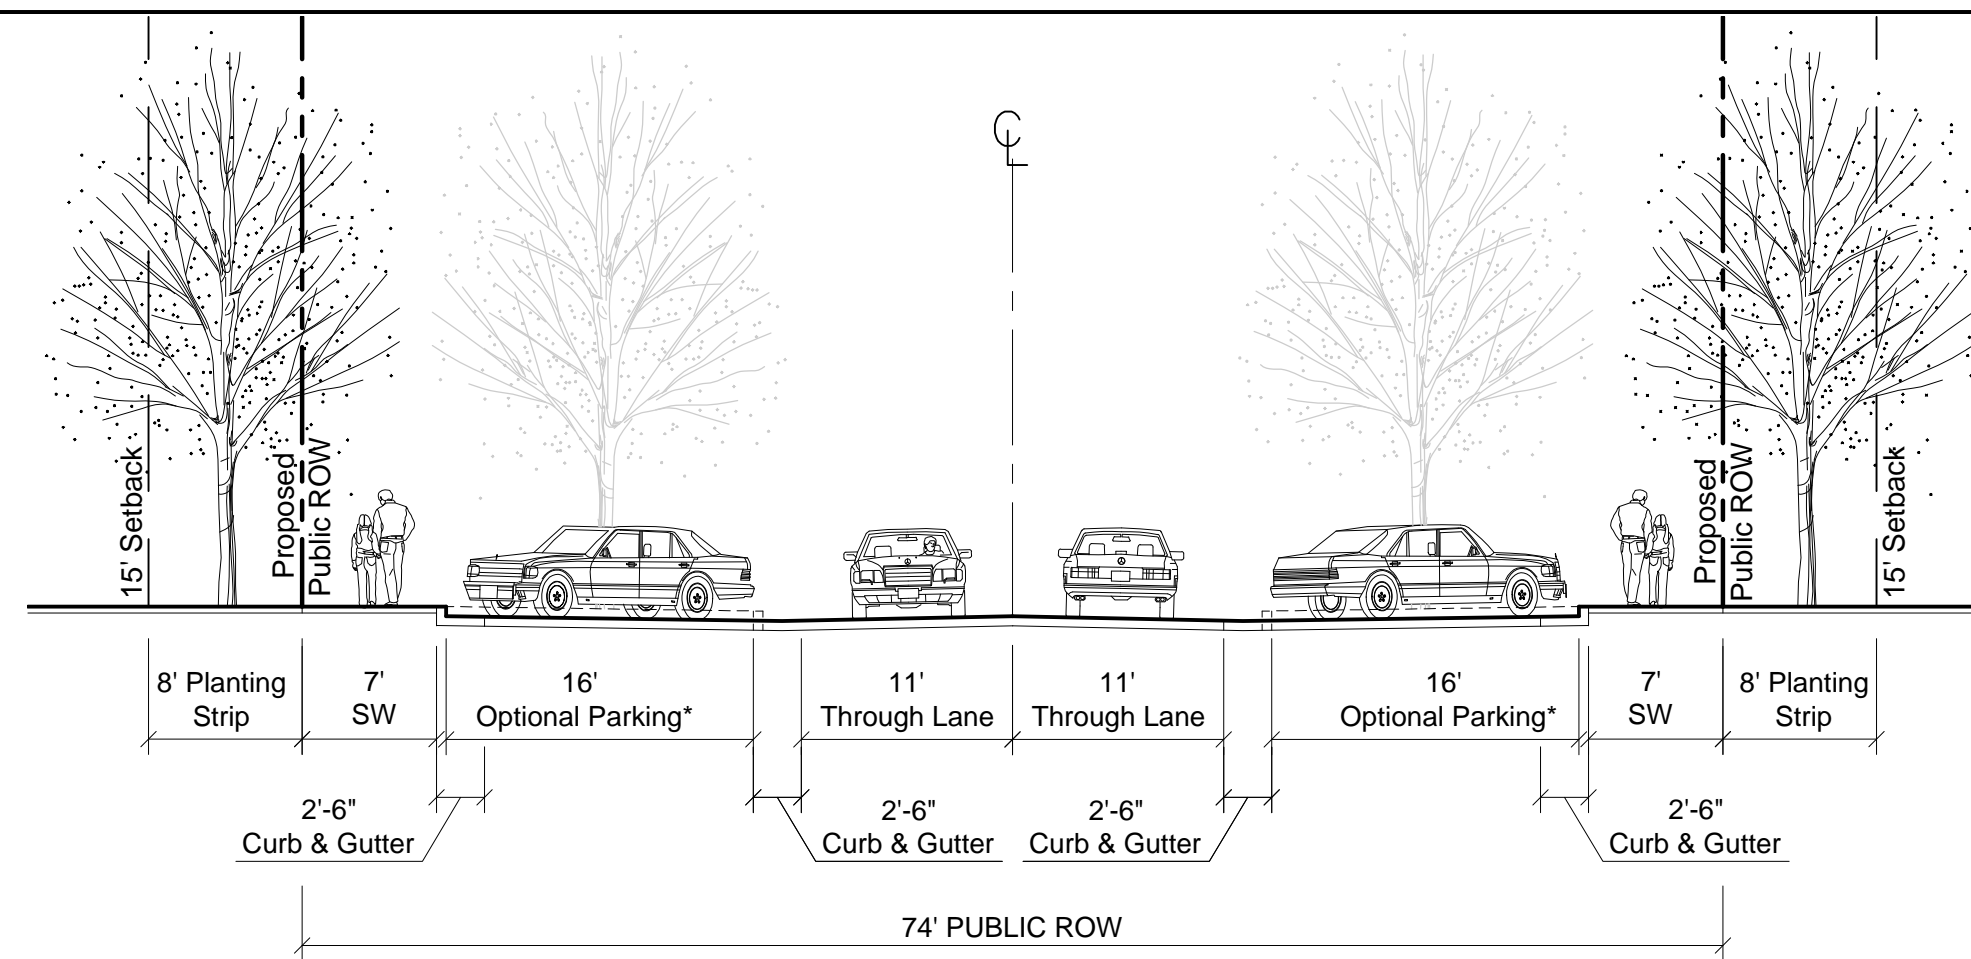 ℄
15' Setback
Proposed
Public ROW
Proposed
Public ROW
15' Setback
8' Planting
Strip
7'
SW
16'
Optional Parking*
11'
Through Lane
11'
Through Lane
16'
Optional Parking*
7'
SW
8' Planting
Strip
2'-6"
Curb & Gutter
2'-6"
Curb & Gutter
2'-6"
Curb & Gutter
2'-6"
Curb & Gutter
74' PUBLIC ROW